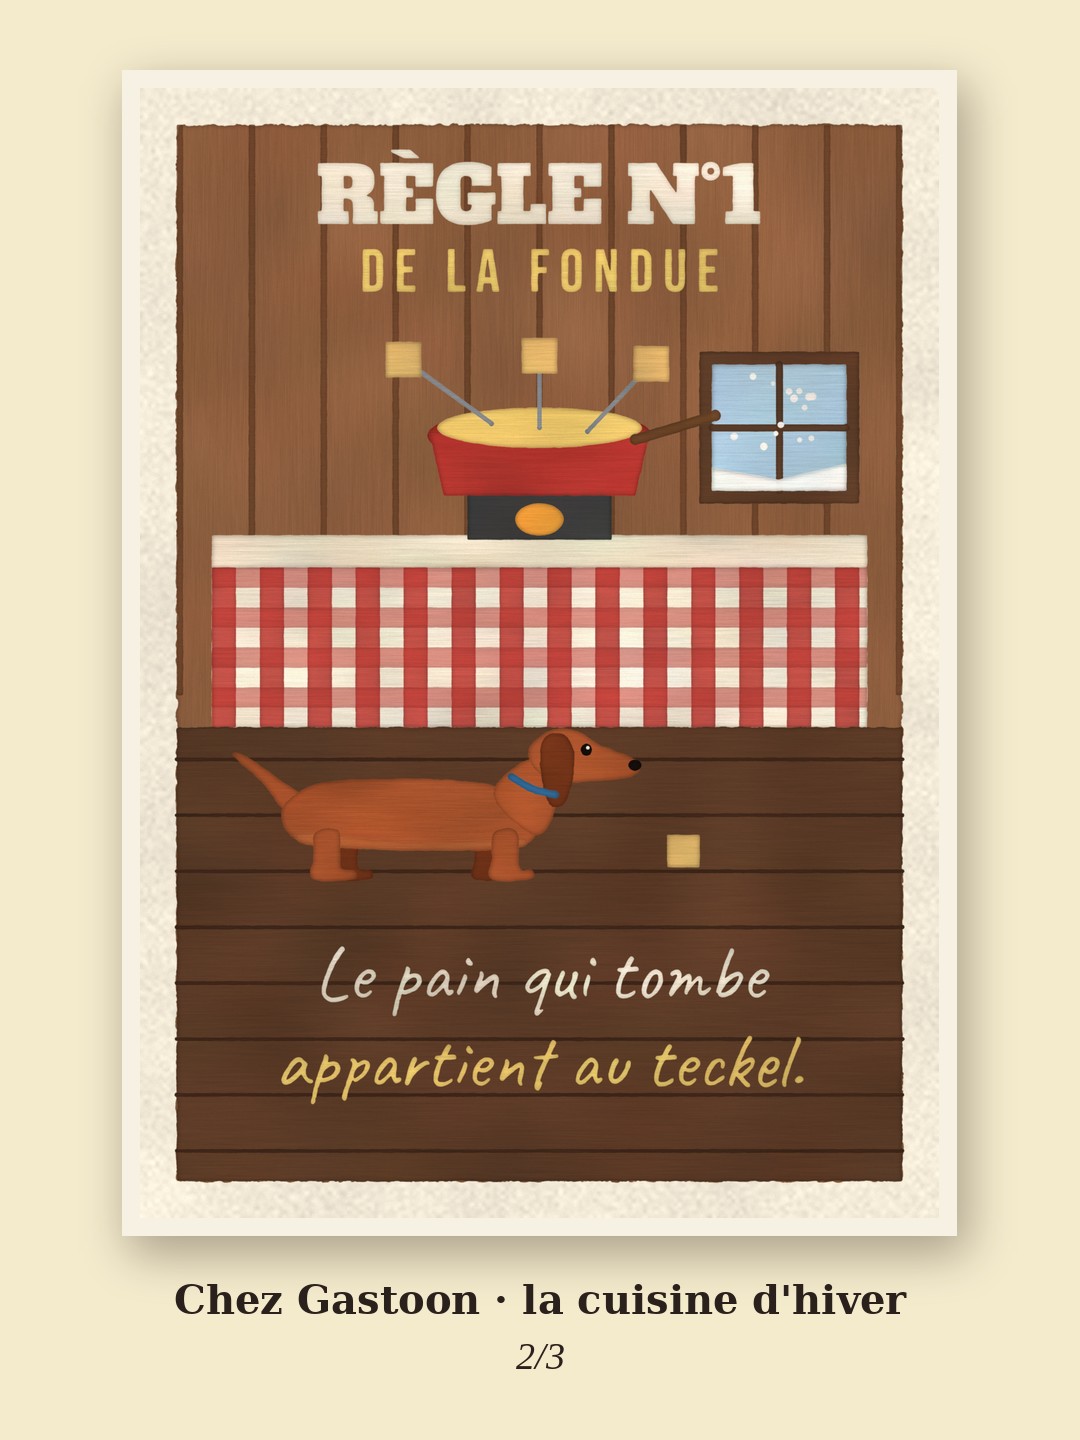 RÈGLE N°1
DE LA FONDUE
Le pain qui tombe
appartient au teckel.
Chez Gastoon · la cuisine d'hiver
2/3